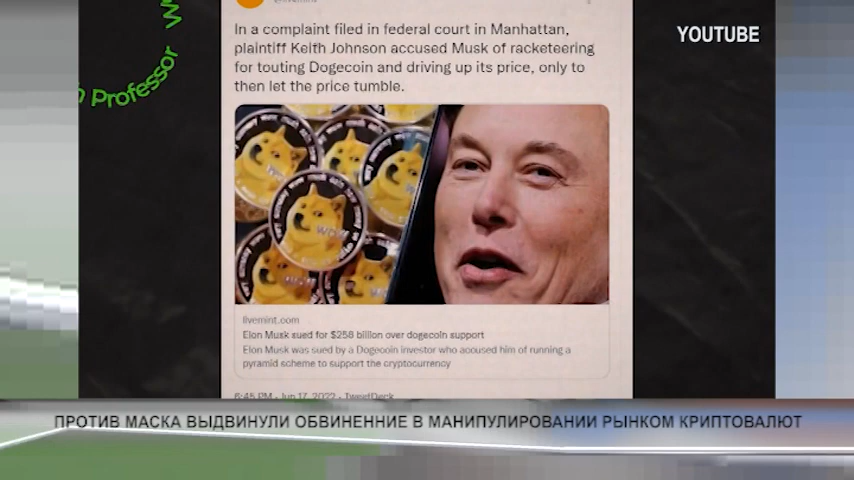 YOUTUBE
Professor
In a complaint filed in federal court in Manhattan,
plaintiff Keith Johnson accused Musk of racketeering
for touting Dogecoin and driving up its price, only to
then let the price tumble.
WOW
WOW
livemint.com
Elon Musk sued for $258 billion over dogecoin support
Elon Musk was sued by a Dogecoin investor who accused him of running a
pyramid scheme to support the cryptocurrency
6:45 PM - Jun 17, 2022 - TweetDeck
ПРОТИВ МАСКА ВЫДВИНУЛИ ОБВИНЕННИЕ В МАНИПУЛИРОВАНИИ РЫНКОМ КРИПТОВАЛЮТ